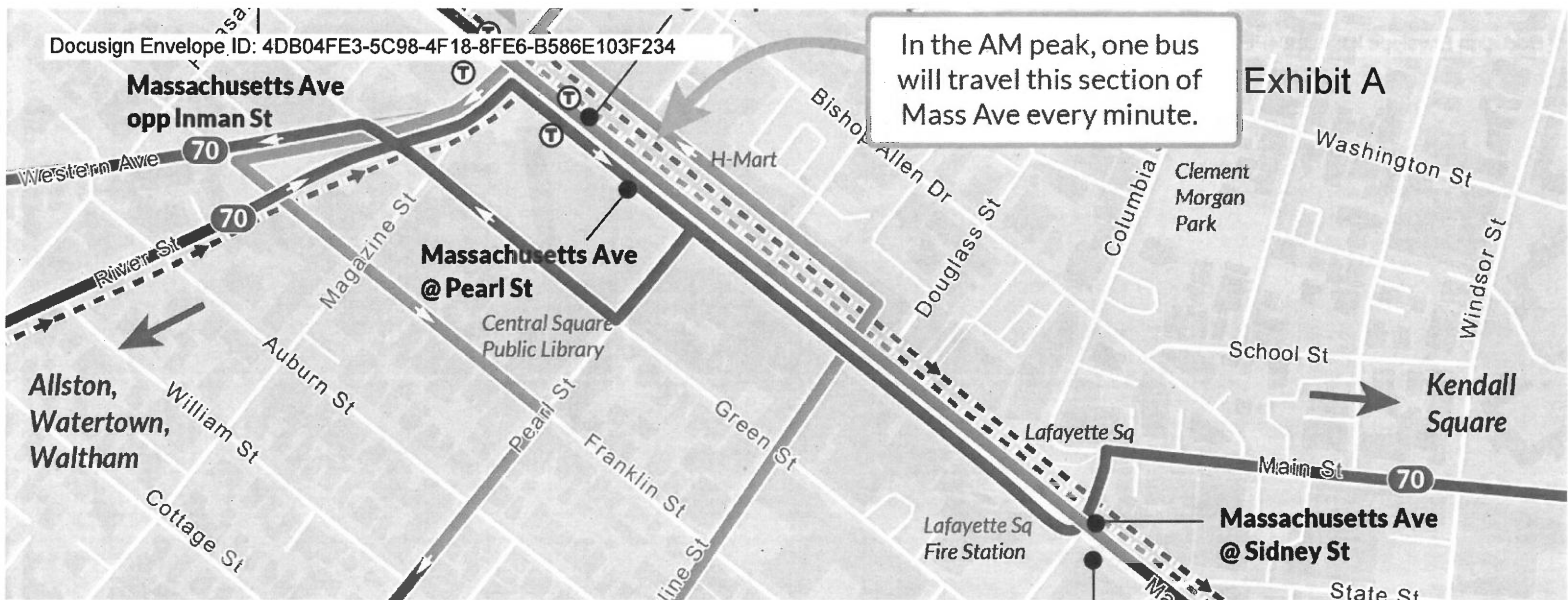 Docusign Envelope ID: 4DB04FE3-5C98-4F18-8FE6-B586E103F234
In the AM peak, one bus
will travel this section of
Mass Ave every minute.
Exhibit A
Massachusetts Ave
opp Inman St
T
T
T
T
Western Ave
70
70
River St
Magazine St
Massachusetts Ave
@ Pearl St
Central Square
Public Library
H-Mart
Bishop Allen Dr
Douglass St
Columbia
Clement
Morgan
Park
Washington St
Windsor St
School St
Kendall
Square
Allston,
Watertown,
Waltham
Auburn St
William St
Cottage St
Pearl St
Franklin St
Green St
Lafayette Sq
Main St
70
Lafayette Sq
Fire Station
Massachusetts Ave
@ Sidney St
State St
line St
Ma